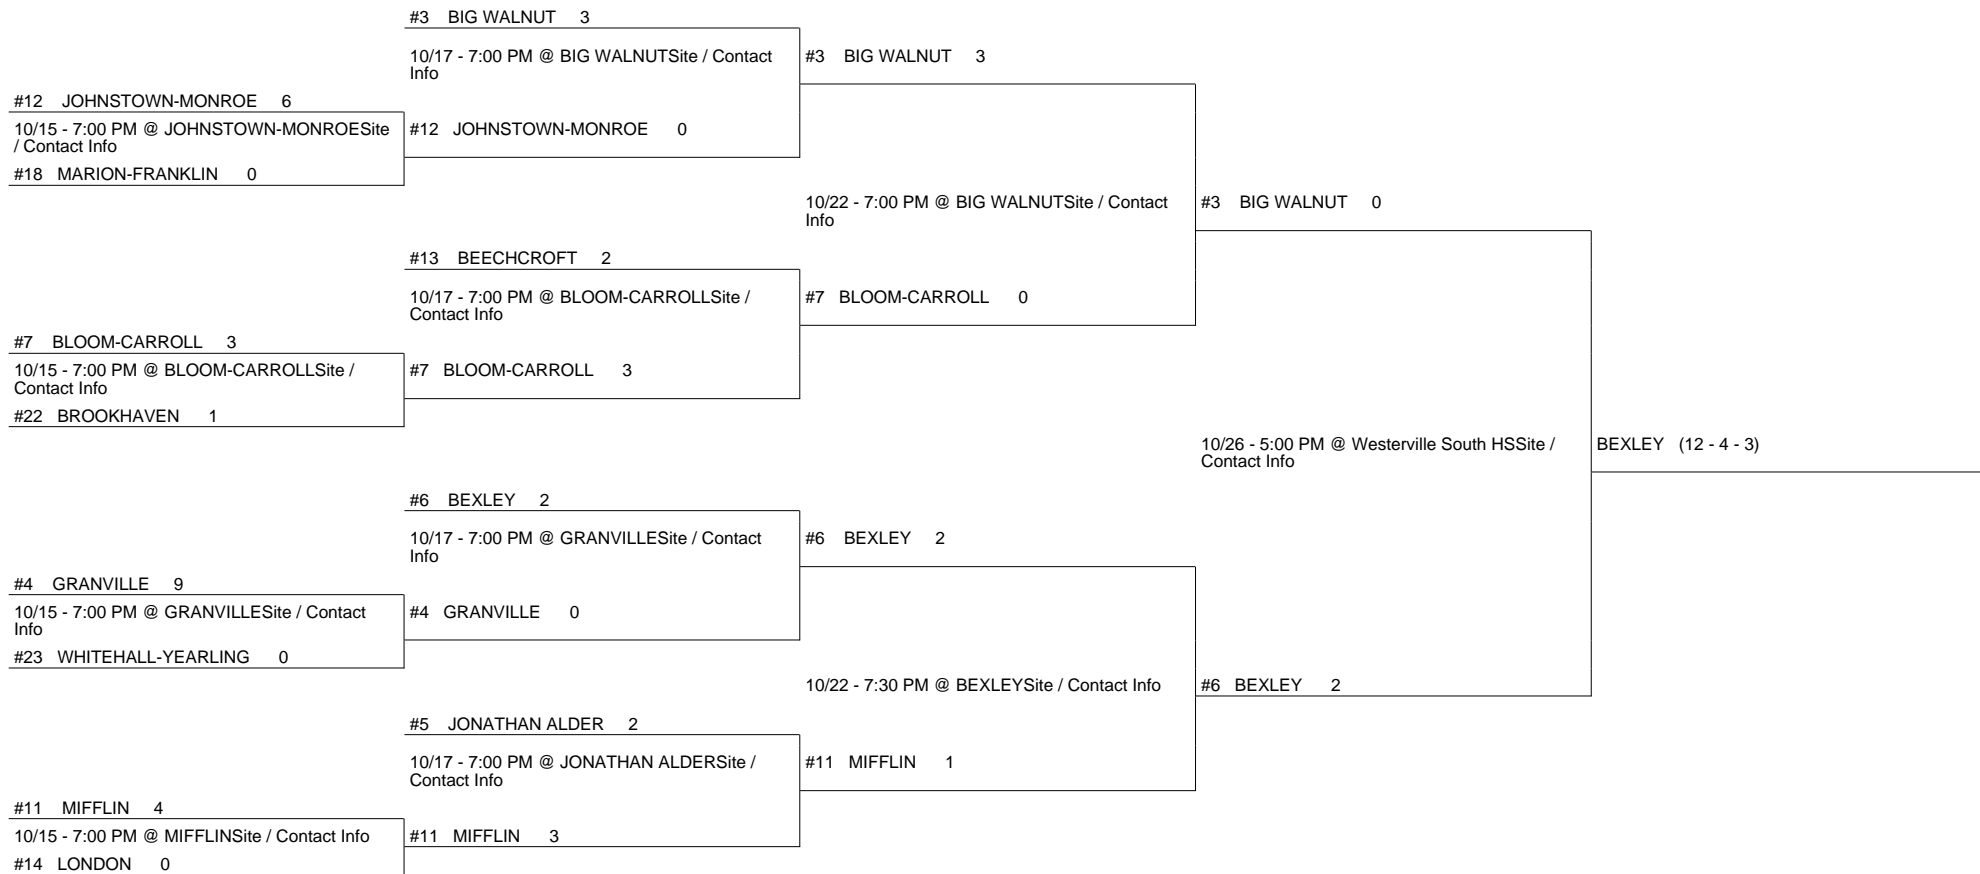 #3 BIG WALNUT 3
10/17 - 7:00 PM @ BIG WALNUTSite / Contact
Info
#3 BIG WALNUT 3
#12 JOHNSTOWN-MONROE 6
10/15 - 7:00 PM @ JOHNSTOWN-MONROESite
/ Contact Info
#12 JOHNSTOWN-MONROE 0
#18 MARION-FRANKLIN 0
10/22 - 7:00 PM @ BIG WALNUTSite / Contact
Info
#3 BIG WALNUT 0
#13 BEECHCROFT 2
10/17 - 7:00 PM @ BLOOM-CARROLLSite /
Contact Info
#7 BLOOM-CARROLL 0
#7 BLOOM-CARROLL 3
10/15 - 7:00 PM @ BLOOM-CARROLLSite /
Contact Info
#7 BLOOM-CARROLL 3
#22 BROOKHAVEN 1
10/26 - 5:00 PM @ Westerville South HSSite /
Contact Info
BEXLEY (12 - 4 - 3)
#6 BEXLEY 2
10/17 - 7:00 PM @ GRANVILLESite / Contact
Info
#6 BEXLEY 2
#4 GRANVILLE 9
10/15 - 7:00 PM @ GRANVILLESite / Contact
Info
#4 GRANVILLE 0
#23 WHITEHALL-YEARLING 0
10/22 - 7:30 PM @ BEXLEYSite / Contact Info
#6 BEXLEY 2
#5 JONATHAN ALDER 2
10/17 - 7:00 PM @ JONATHAN ALDERSite /
Contact Info
#11 MIFFLIN 1
#11 MIFFLIN 4
10/15 - 7:00 PM @ MIFFLINSite / Contact Info
#11 MIFFLIN 3
#14 LONDON 0